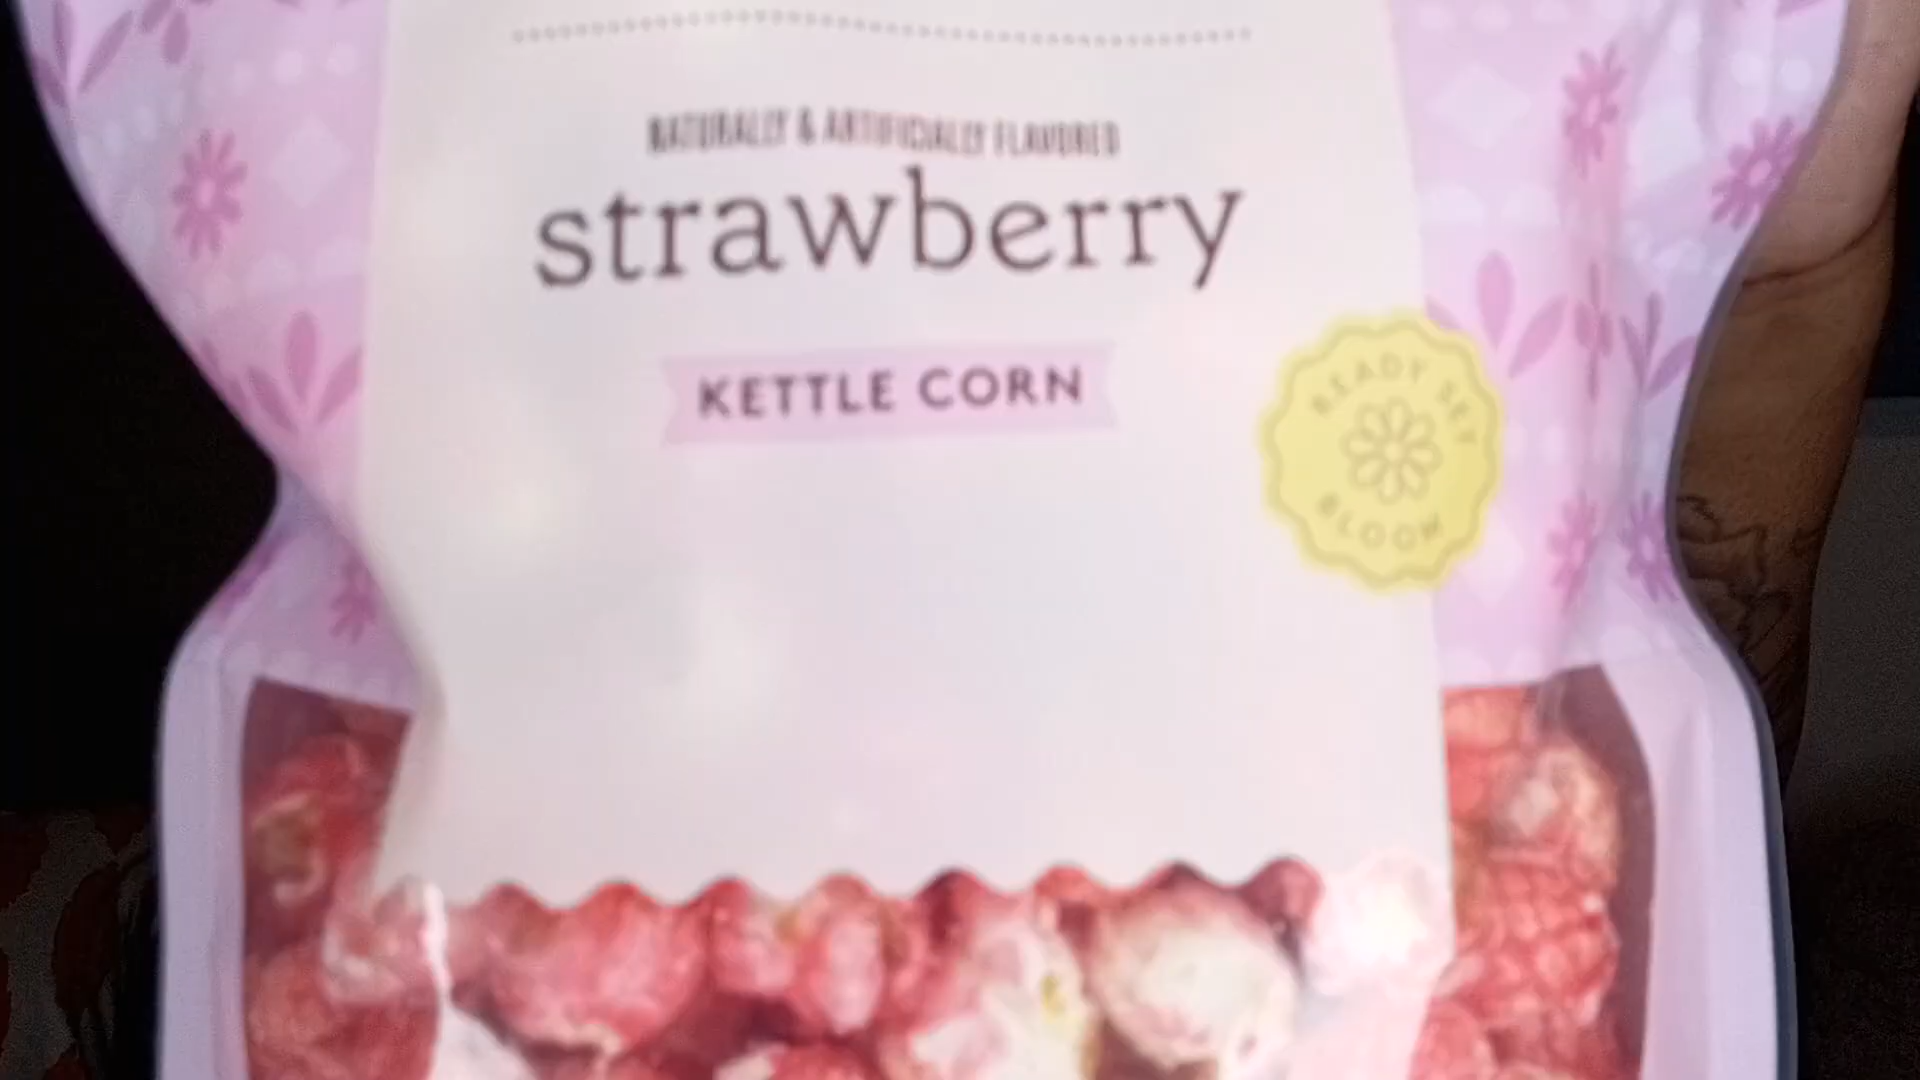 NATURALLY & ARTIFICIALLY FLAVORED
strawberry
KETTLE CORN
READY SET
BLOOM